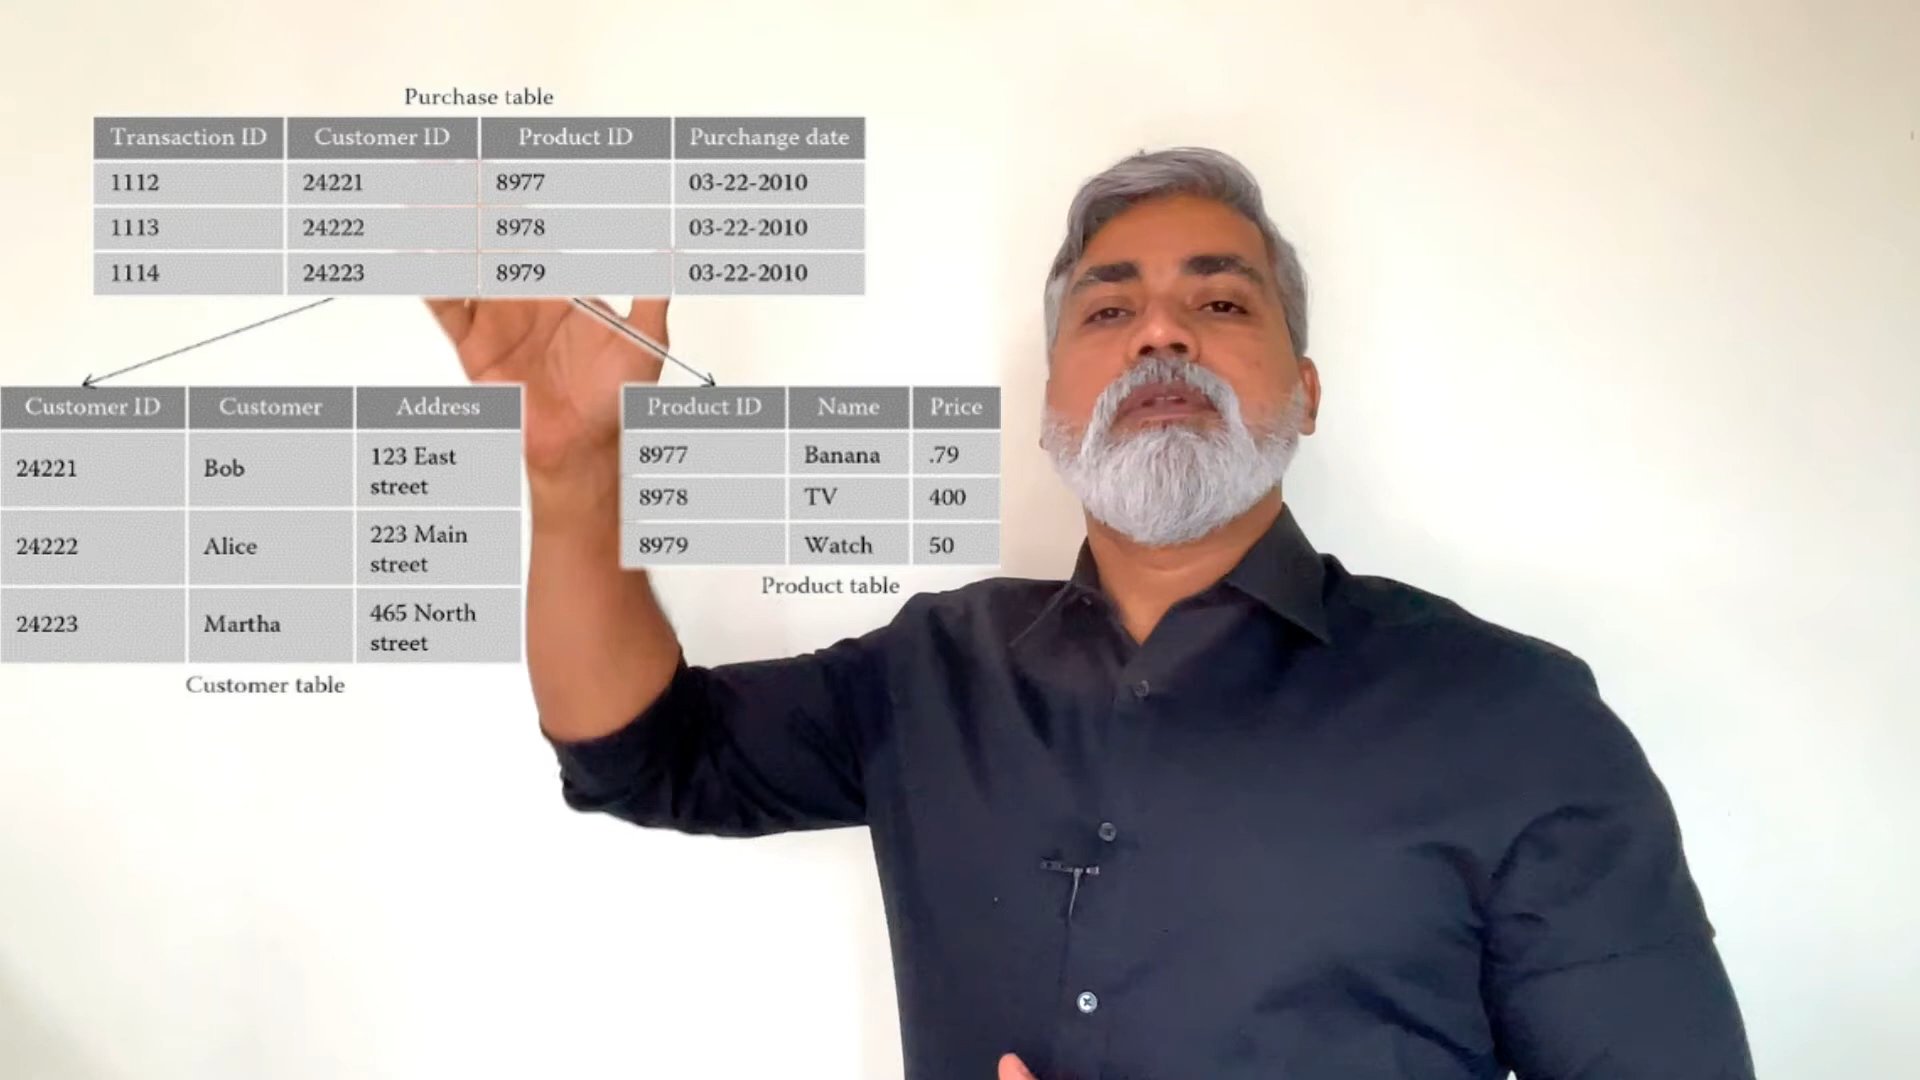 Purchase table
Transaction ID Customer ID Product ID Purchange date
1112 24221 8977 03-22-2010
1113 24222 8978 03-22-2010
1114 24223 8979 03-22-2010
Customer ID Customer Address
24221 Bob 123 East
street
24222 Alice 223 Main
street
24223 Martha 465 North
street
Customer table
Product ID Name Price
8977 Banana .79
8978 TV 400
8979 Watch 50
Product table